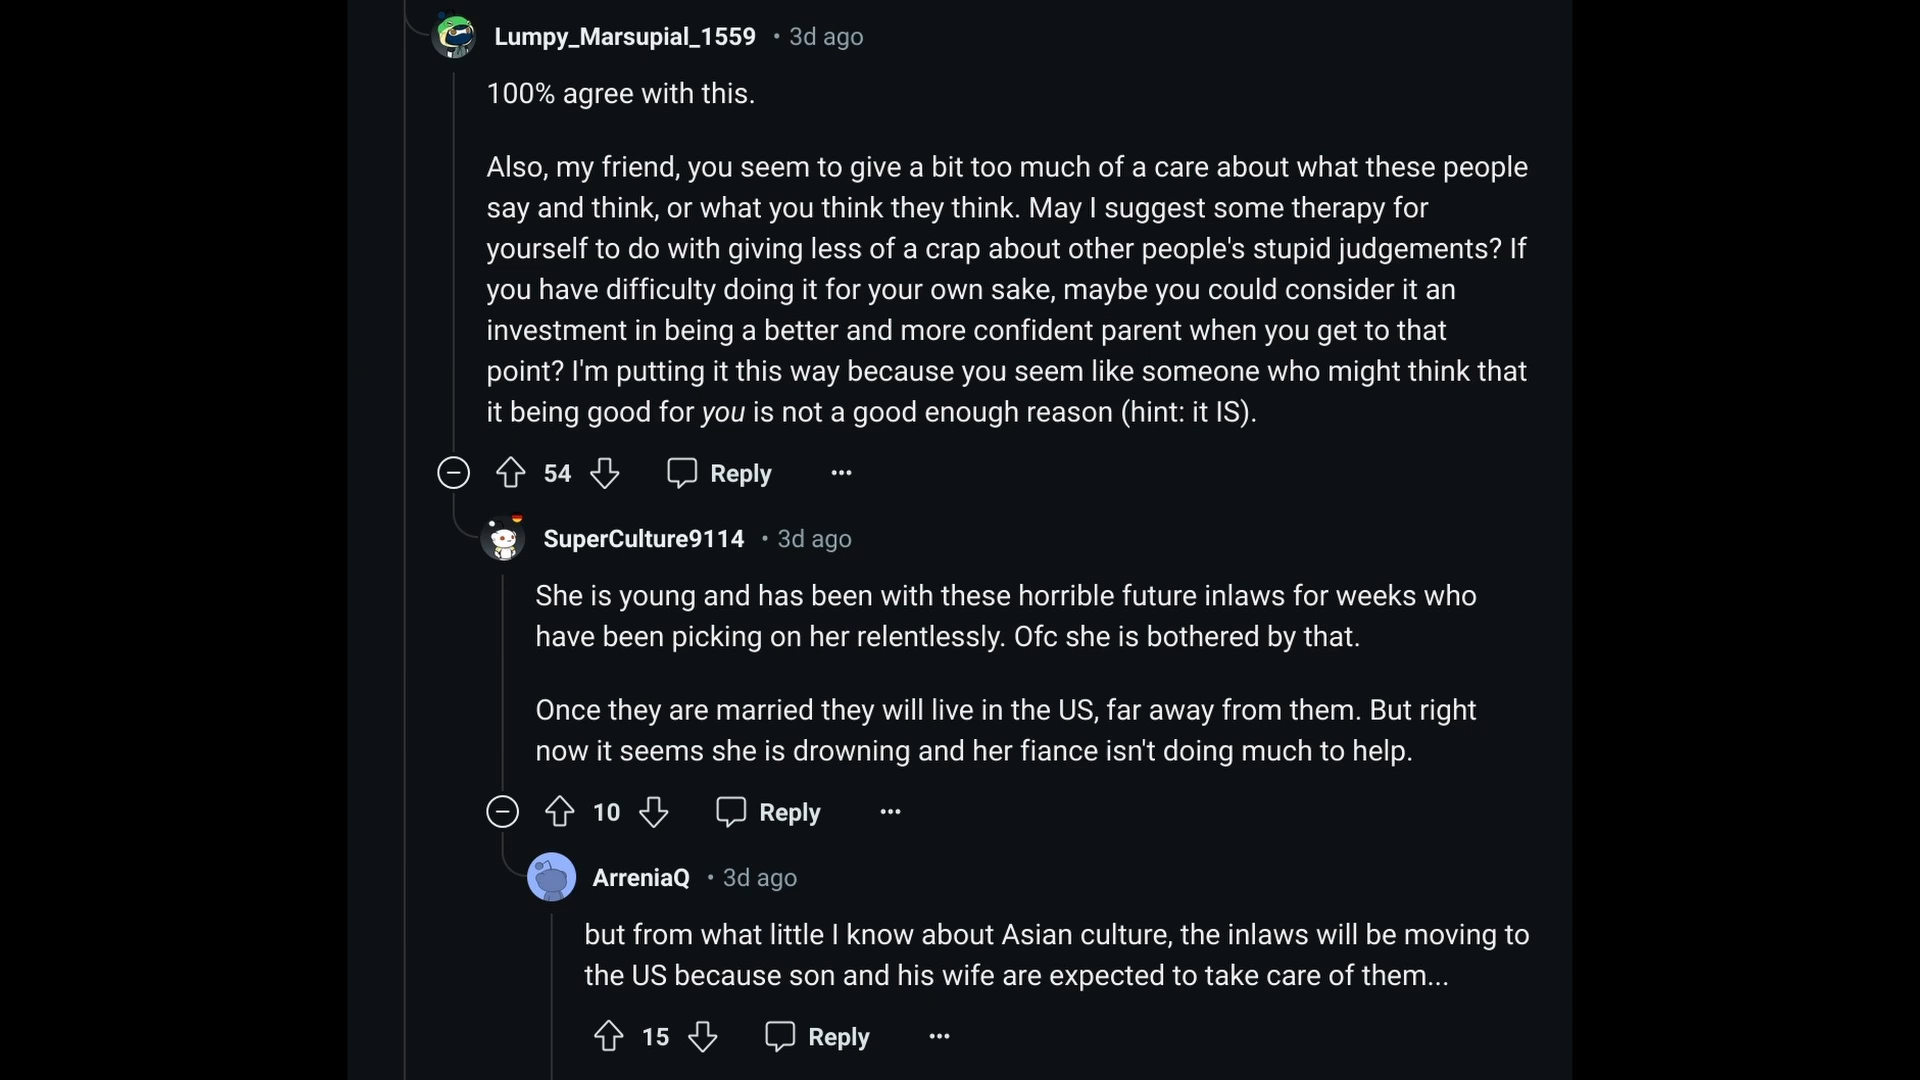 Lumpy_Marsupial_1559 • 3d ago
100% agree with this.
Also, my friend, you seem to give a bit too much of a care about what these people
say and think, or what you think they think. May I suggest some therapy for
yourself to do with giving less of a crap about other people's stupid judgements? If
you have difficulty doing it for your own sake, maybe you could consider it an
investment in being a better and more confident parent when you get to that
point? I'm putting it this way because you seem like someone who might think that
it being good for you is not a good enough reason (hint: it IS).
54 Reply ...
SuperCulture9114 • 3d ago
She is young and has been with these horrible future inlaws for weeks who
have been picking on her relentlessly. Ofc she is bothered by that.
Once they are married they will live in the US, far away from them. But right
now it seems she is drowning and her fiance isn't doing much to help.
10 Reply ...
ArreniaQ • 3d ago
but from what little I know about Asian culture, the inlaws will be moving to
the US because son and his wife are expected to take care of them...
15 Reply ...